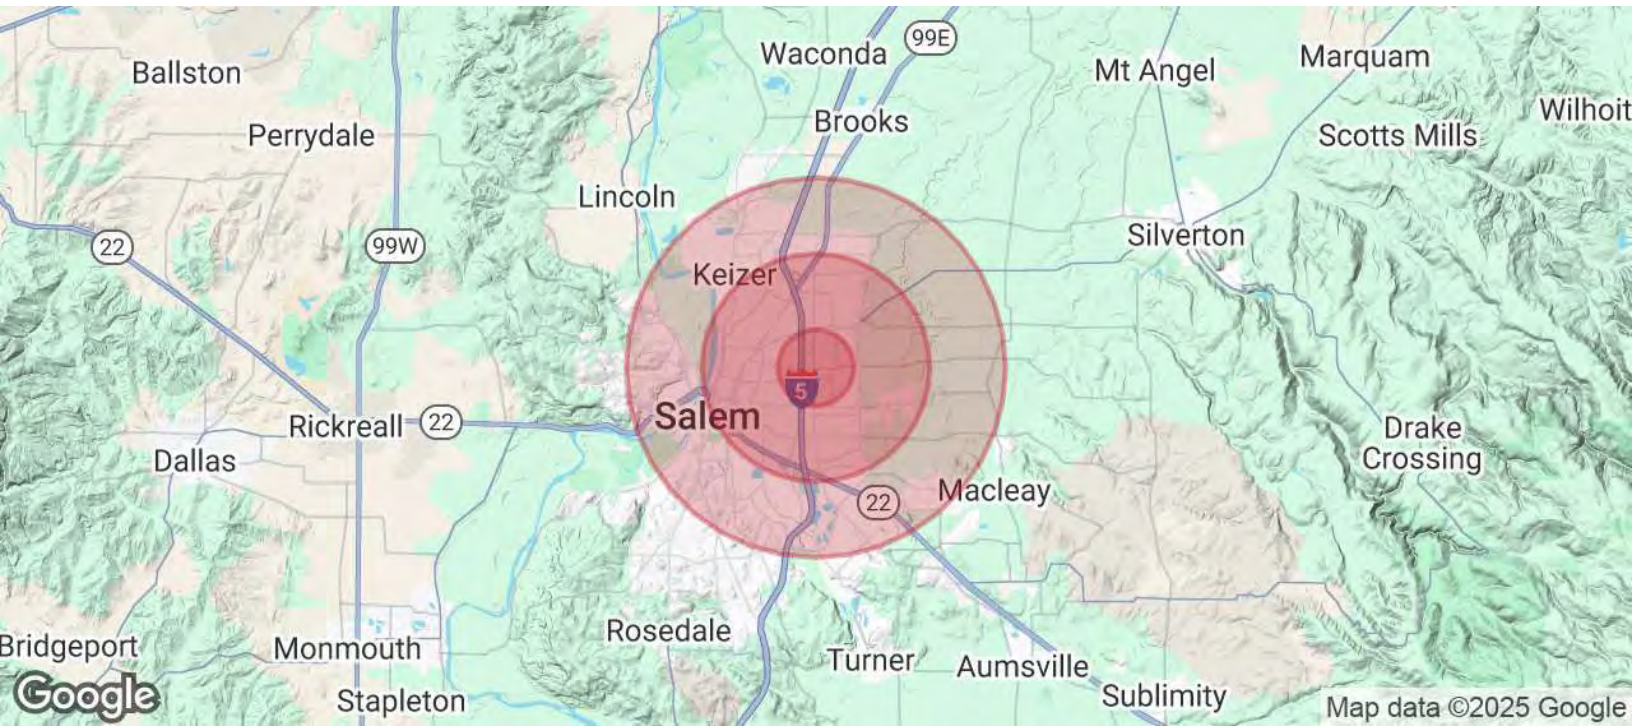 Waconda
99E
Marquam
Ballston
Mt Angel
Wilhoit
Brooks
Perrydale
Scotts Mills
Lincoln
22
99W
Silverton
Keizer
5
Salem
Rickreall
22
Drake
Crossing
Dallas
Macleay
22
Rosedale
Bridgeport
Monmouth
Turner
Aumsville
Sublimity
Stapleton
Google
Map data ©2025 Google